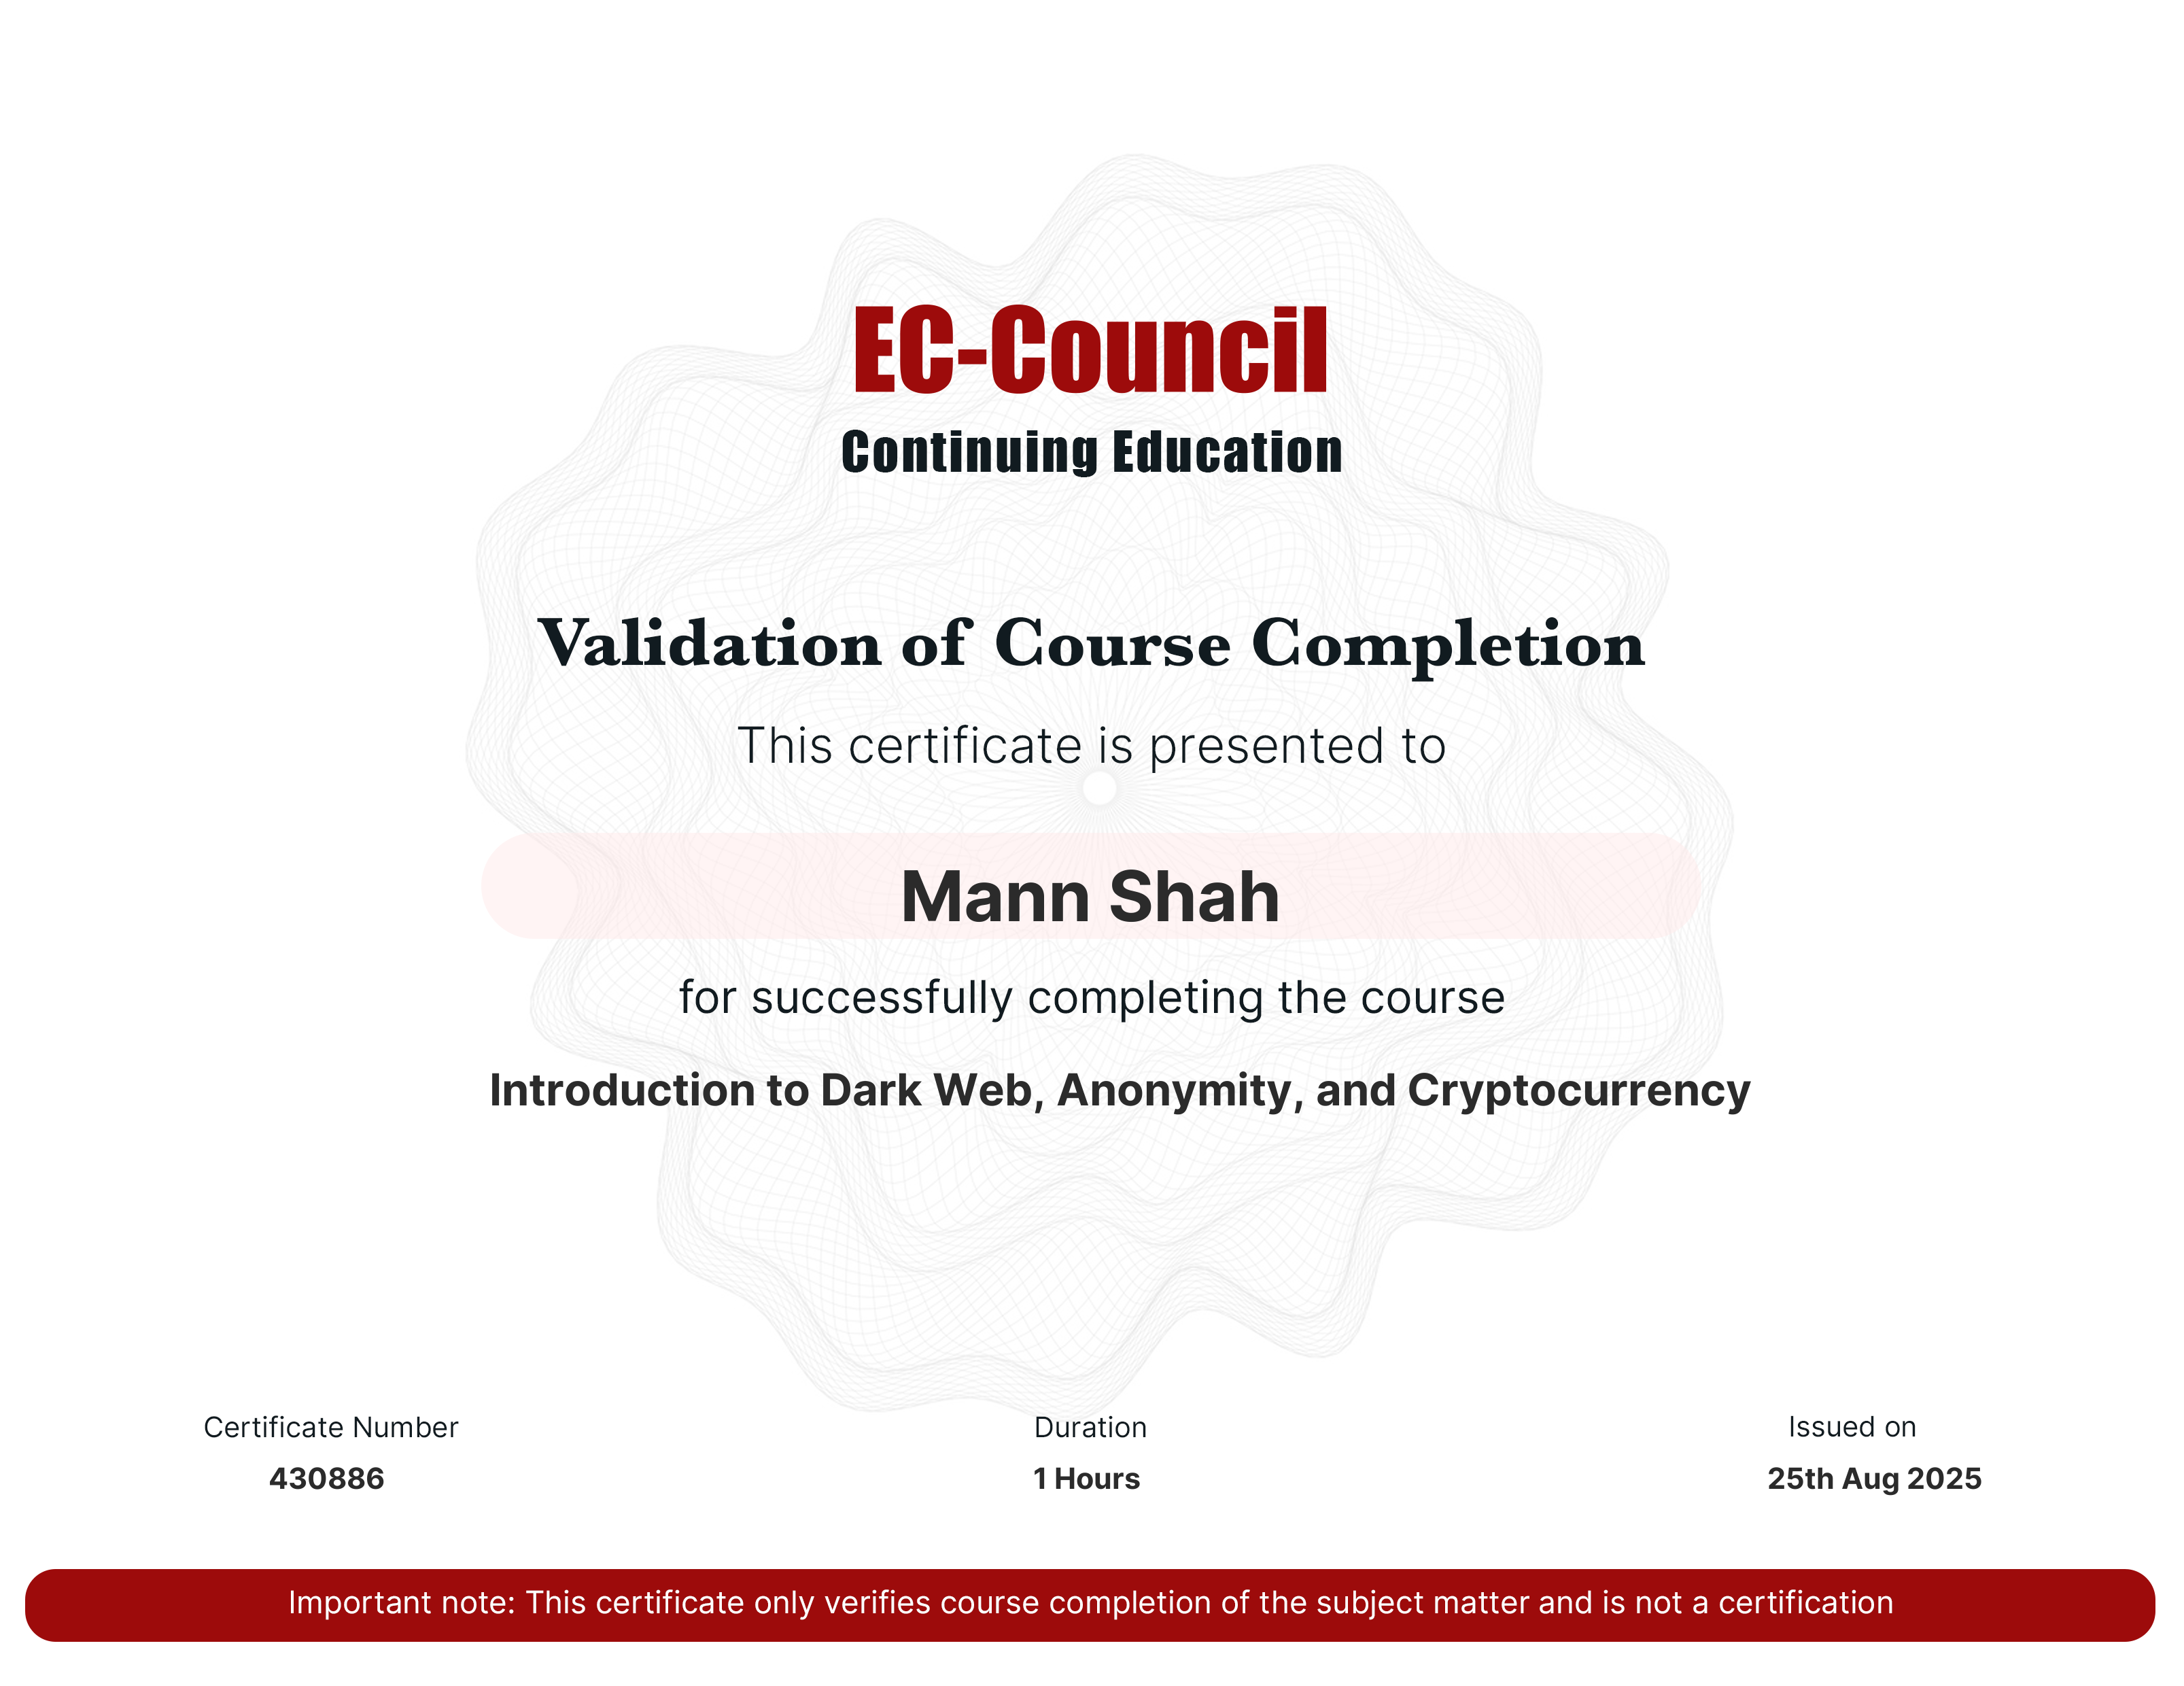 EC-Council
Continuing Education
Validation of Course Completion
This certificate is presented to
Mann Shah
for successfully completing the course
Introduction to Dark Web, Anonymity, and Cryptocurrency
Certificate Number
430886
Duration
1 Hours
Issued on
25th Aug 2025
Important note: This certificate only verifies course completion of the subject matter and is not a certification